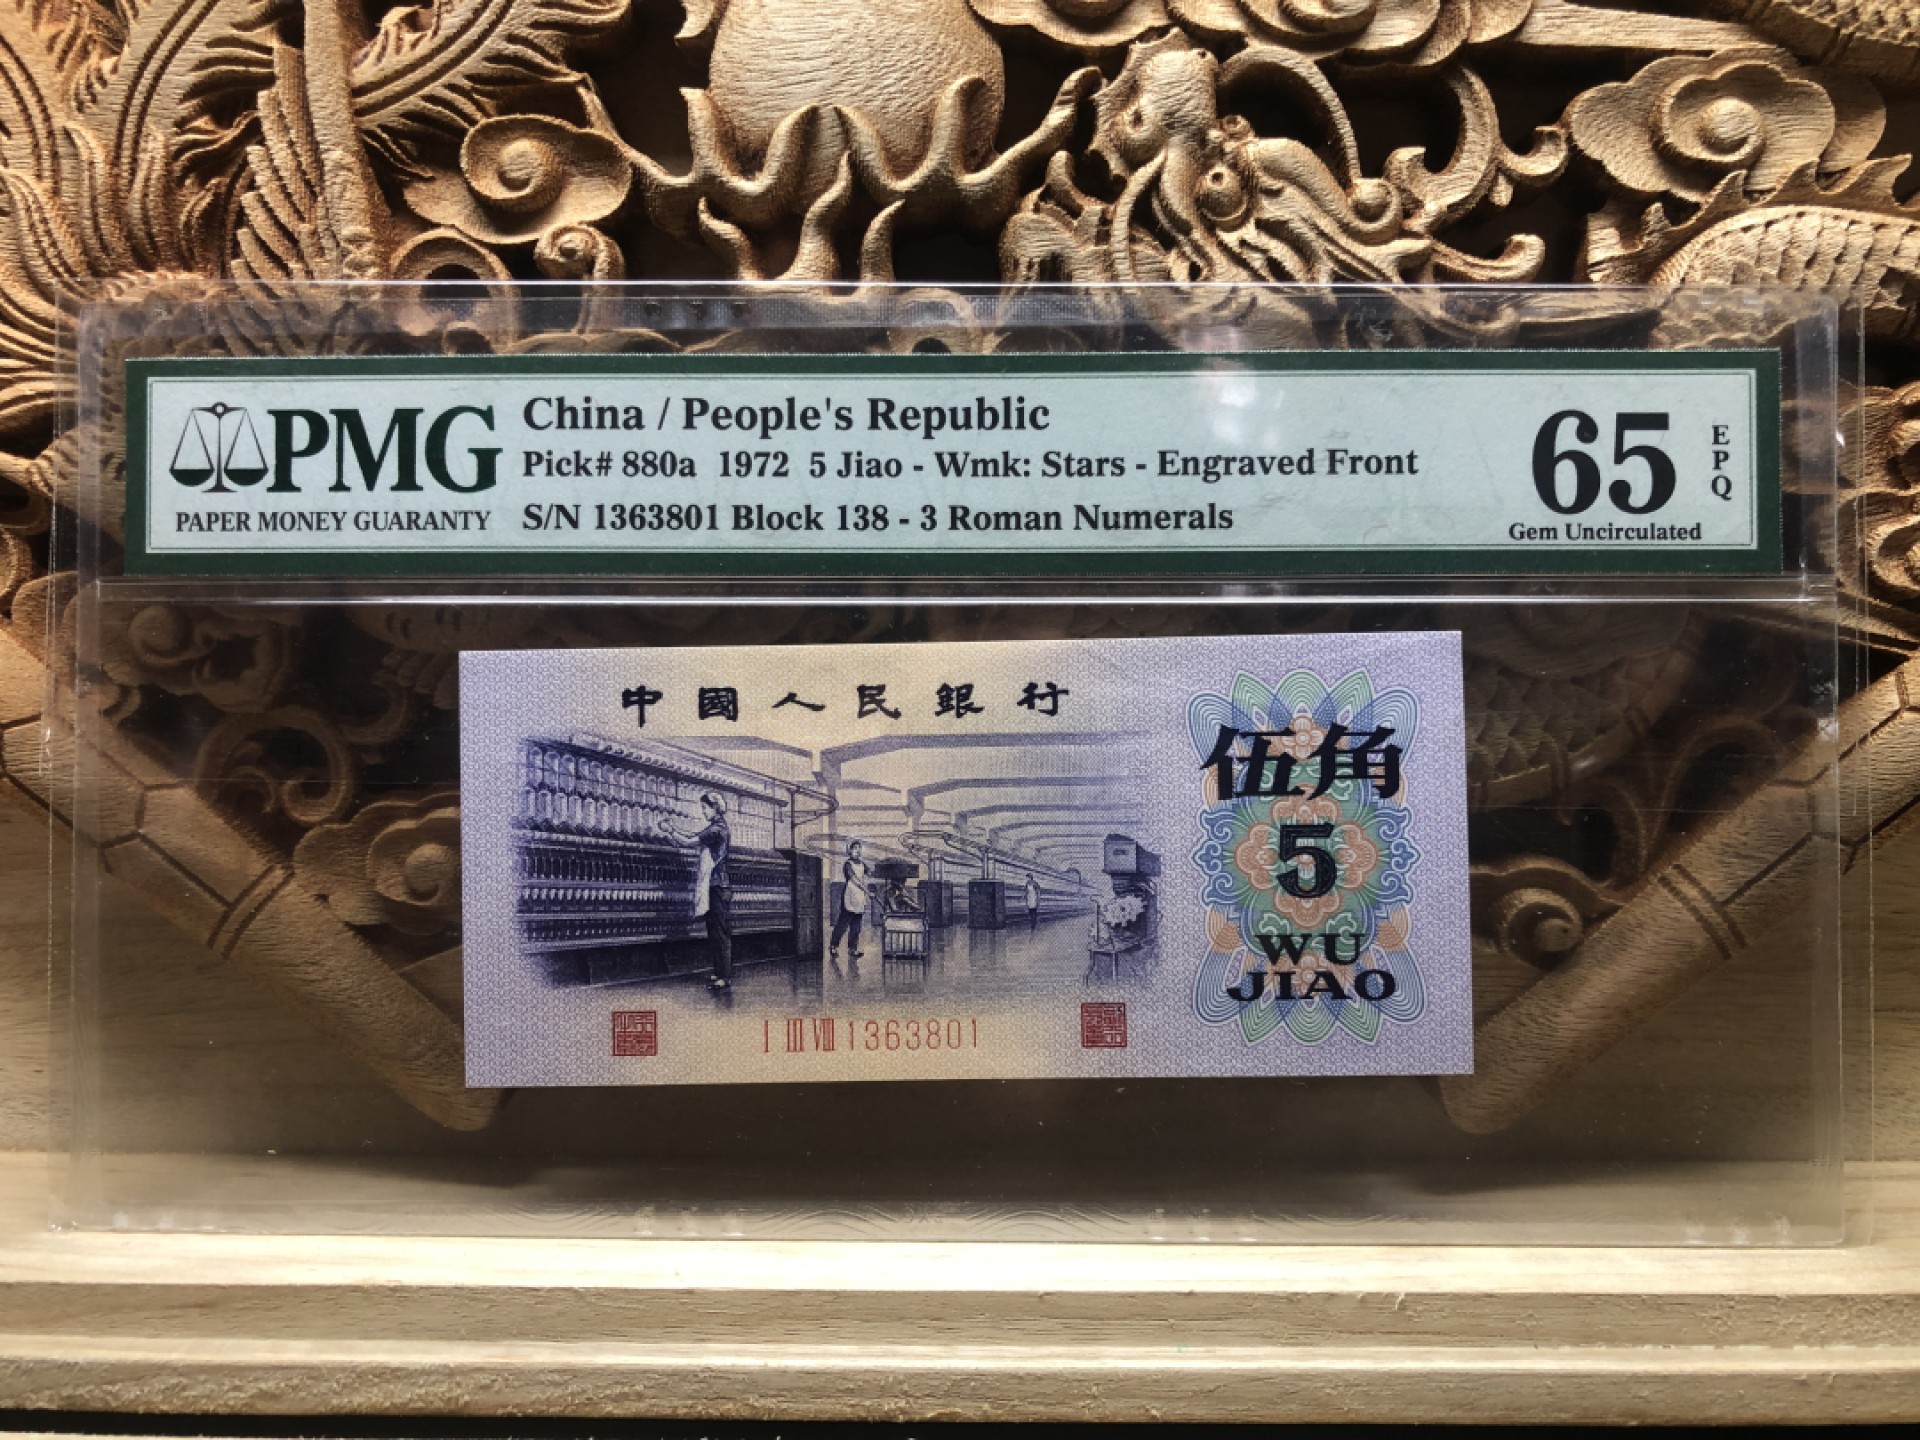 PMG
PAPER MONEY GUARANTY
China / People's Republic
Pick# 880a 1972 5 Jiao - Wmk: Stars - Engraved Front
S/N 1363801 Block 138 - 3 Roman Numerals
65
EPQ
Gem Uncirculated
中國人民銀行
伍角
5
WU
JIAO
I III VIII 1363801